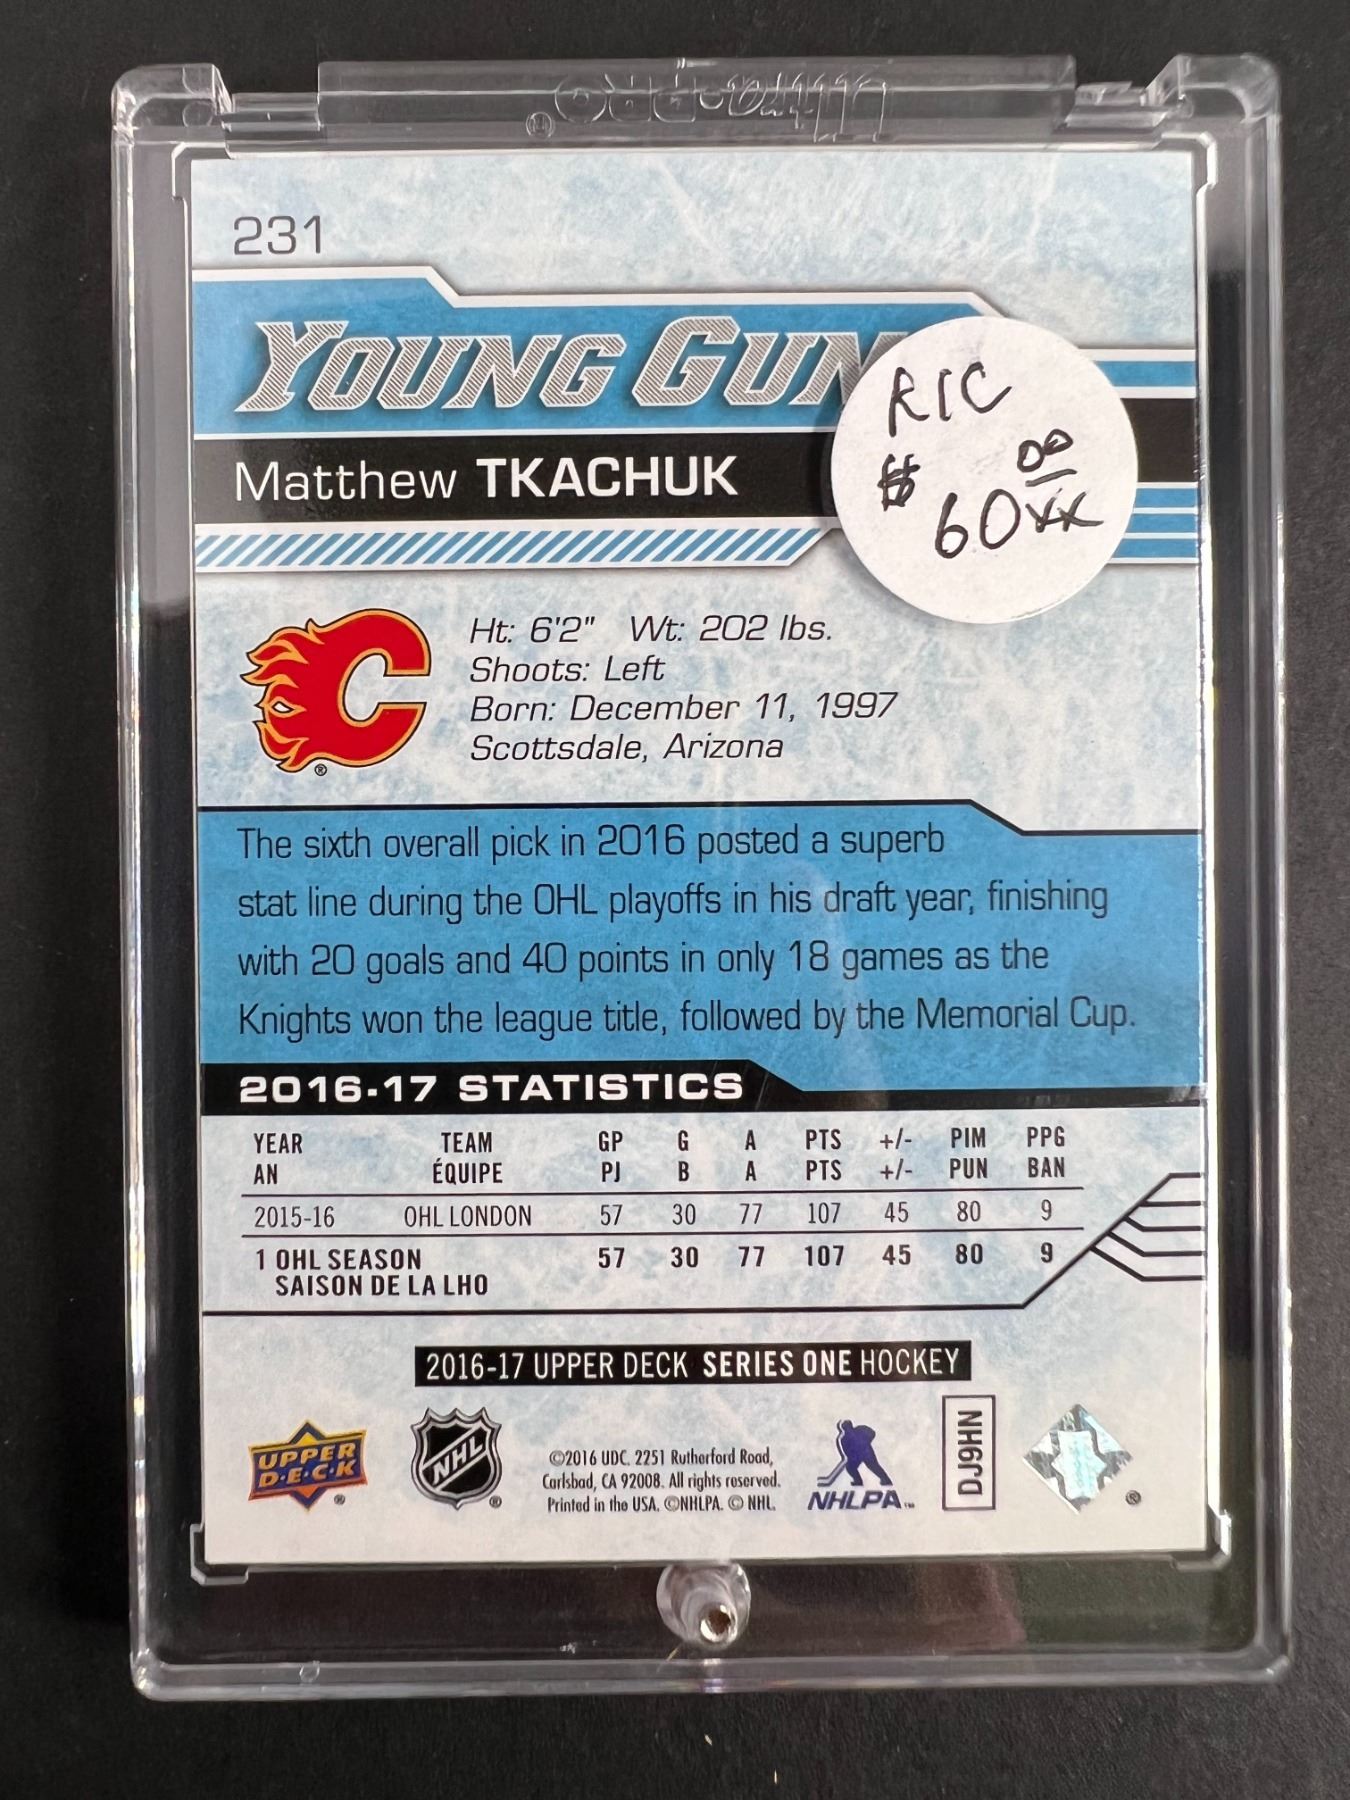 ultra•PRO®
231
YOUNG GUN
Matthew TKACHUK
RIC
$ 60 00 xx
Ht: 6'2" Wt: 202 lbs.
Shoots: Left
Born: December 11, 1997
Scottsdale, Arizona
The sixth overall pick in 2016 posted a superb
stat line during the OHL playoffs in his draft year, finishing
with 20 goals and 40 points in only 18 games as the
Knights won the league title, followed by the Memorial Cup.
2016-17 STATISTICS
YEAR TEAM GP G A PTS +/- PIM PPG
AN ÉQUIPE PJ B A PTS +/- PUN BAN
2015-16 OHL LONDON 57 30 77 107 45 80 9
1 OHL SEASON 57 30 77 107 45 80 9
SAISON DE LA LHO
2016-17 UPPER DECK SERIES ONE HOCKEY
UPPER
D•E•C•K
®
NHL
®
©2016 UDC. 2251 Rutherford Road,
Carlsbad, CA 92008. All rights reserved.
Printed in the USA. ©NHLPA. © NHL.
NHLPA™
DJ9HN
®